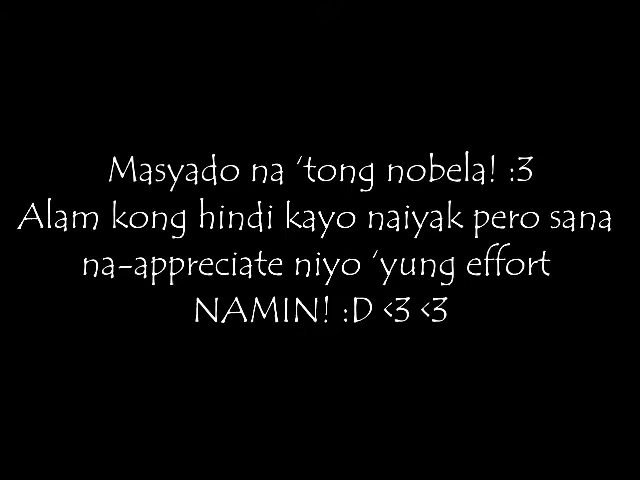 Masyado na ‘tong nobela! :3
Alam kong hindi kayo naiyak pero sana
na-appreciate niyo ‘yung effort
NAMIN! :D <3 <3